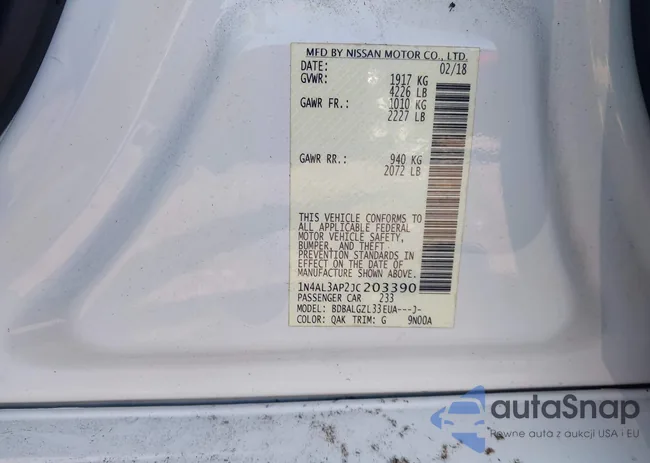 MFD BY NISSAN MOTOR CO., LTD.
DATE: 02/18
GVWR: 1917 KG
4226 LB
GAWR FR.: 1010 KG
2227 LB
GAWR RR.: 940 KG
2072 LB
THIS VEHICLE CONFORMS TO
ALL APPLICABLE FEDERAL
MOTOR VEHICLE SAFETY,
BUMPER, AND THEFT
PREVENTION STANDARDS IN
EFFECT ON THE DATE OF
MANUFACTURE SHOWN ABOVE.
1N4AL3AP2JC203390
PASSENGER CAR 233
MODEL: BDBALGZL33EUA---J-
COLOR: QAK TRIM: G 9N00A
autaSnap
Pewne auta z aukcji USA i EU